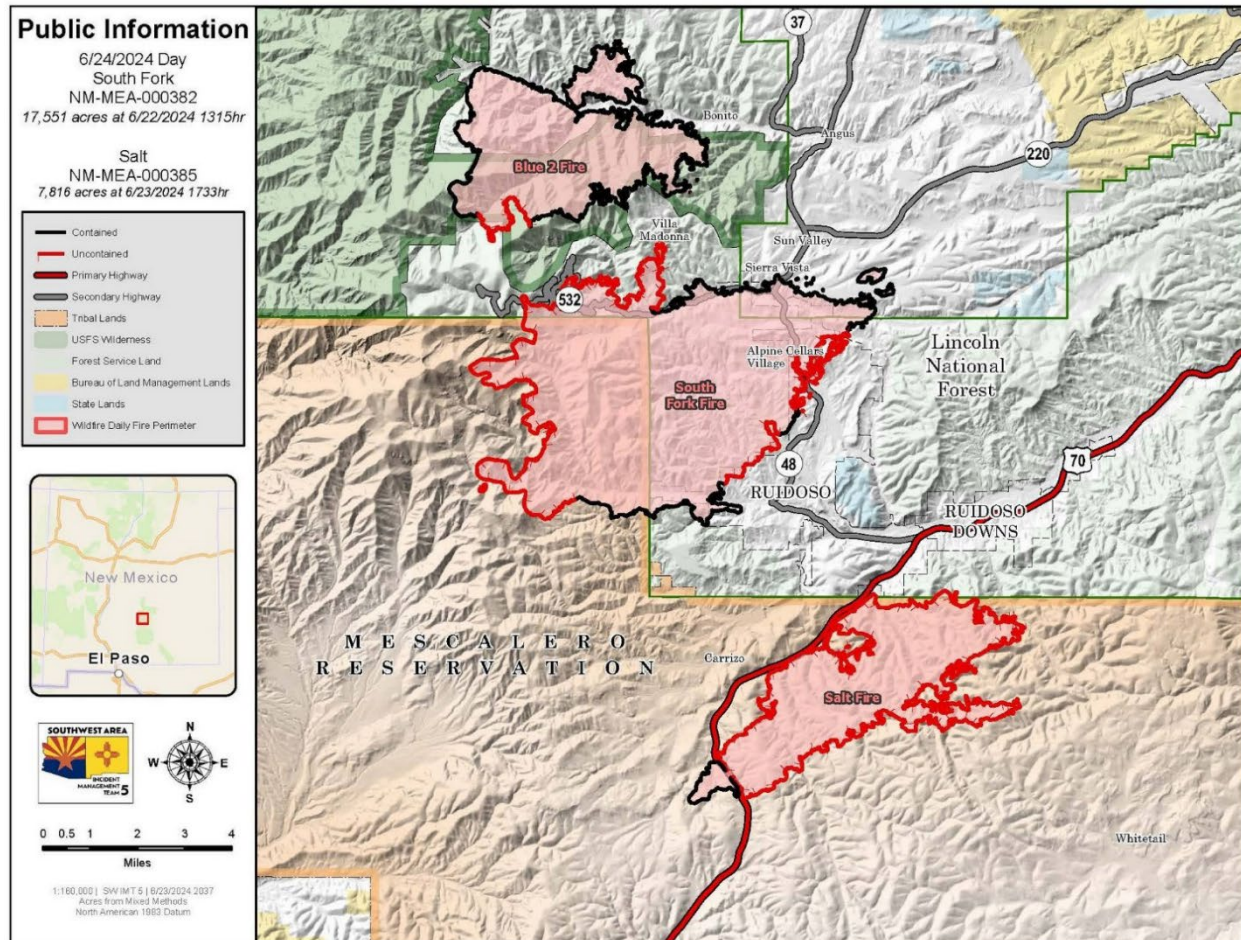 Public Information
6/24/2024 Day
South Fork
NM-MEA-000382
17,551 acres at 6/22/2024 1315hr
Salt
NM-MEA-000385
7,816 acres at 6/23/2024 1733hr
Contained
Uncontained
Primary Highway
Secondary Highway
Tribal Lands
USFS Wilderness
Forest Service Land
Bureau of Land Management Lands
State Lands
Wildfire Daily Fire Perimeter
New Mexico
El Paso
SOUTHWEST AREA
INCIDENT
MANAGEMENT
TEAM 5
N
W
E
S
0 0.5 1 2 3 4
Miles
1:160,000 | SW IMT 5 | 6/23/2024 2037
Acres from Mixed Methods
North American 1983 Datum
37
Bonito
Angus
220
Blue 2 Fire
Villa
Madonna
Sun Valley
Sierra Vista
532
Alpine Cellars
Village
Lincoln
National
Forest
South
Fork Fire
48
70
RUIDOSO
RUIDOSO
DOWNS
MESCALERO
RESERVATION
Carrizo
Salt Fire
Whitetail